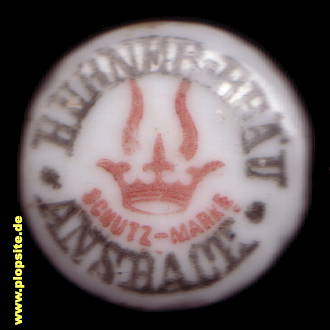 HÜRNER-BRÄU
SCHUTZ-MARKE
ANSBACH
www.plopsite.de